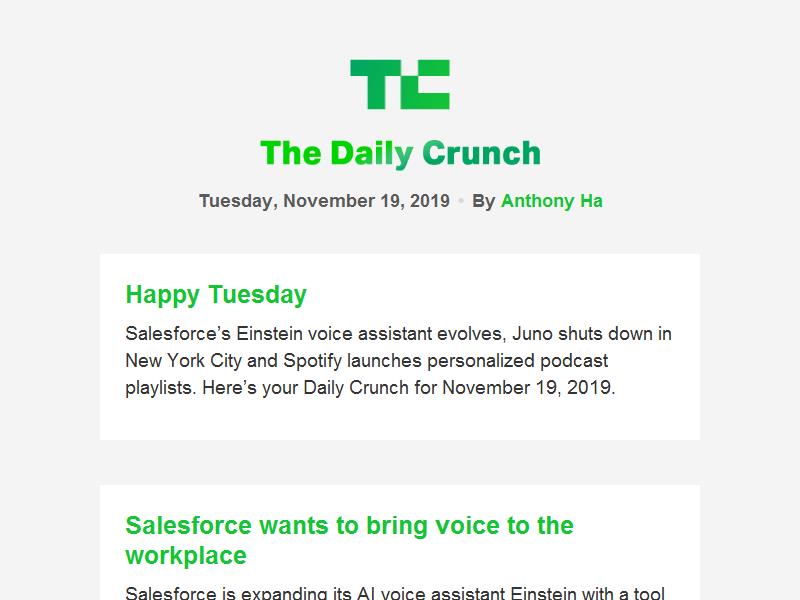 TC
The Daily Crunch
Tuesday, November 19, 2019 • By Anthony Ha
Happy Tuesday
Salesforce’s Einstein voice assistant evolves, Juno shuts down in
New York City and Spotify launches personalized podcast
playlists. Here’s your Daily Crunch for November 19, 2019.
Salesforce wants to bring voice to the
workplace
Salesforce is expanding its AI voice assistant Einstein with a tool